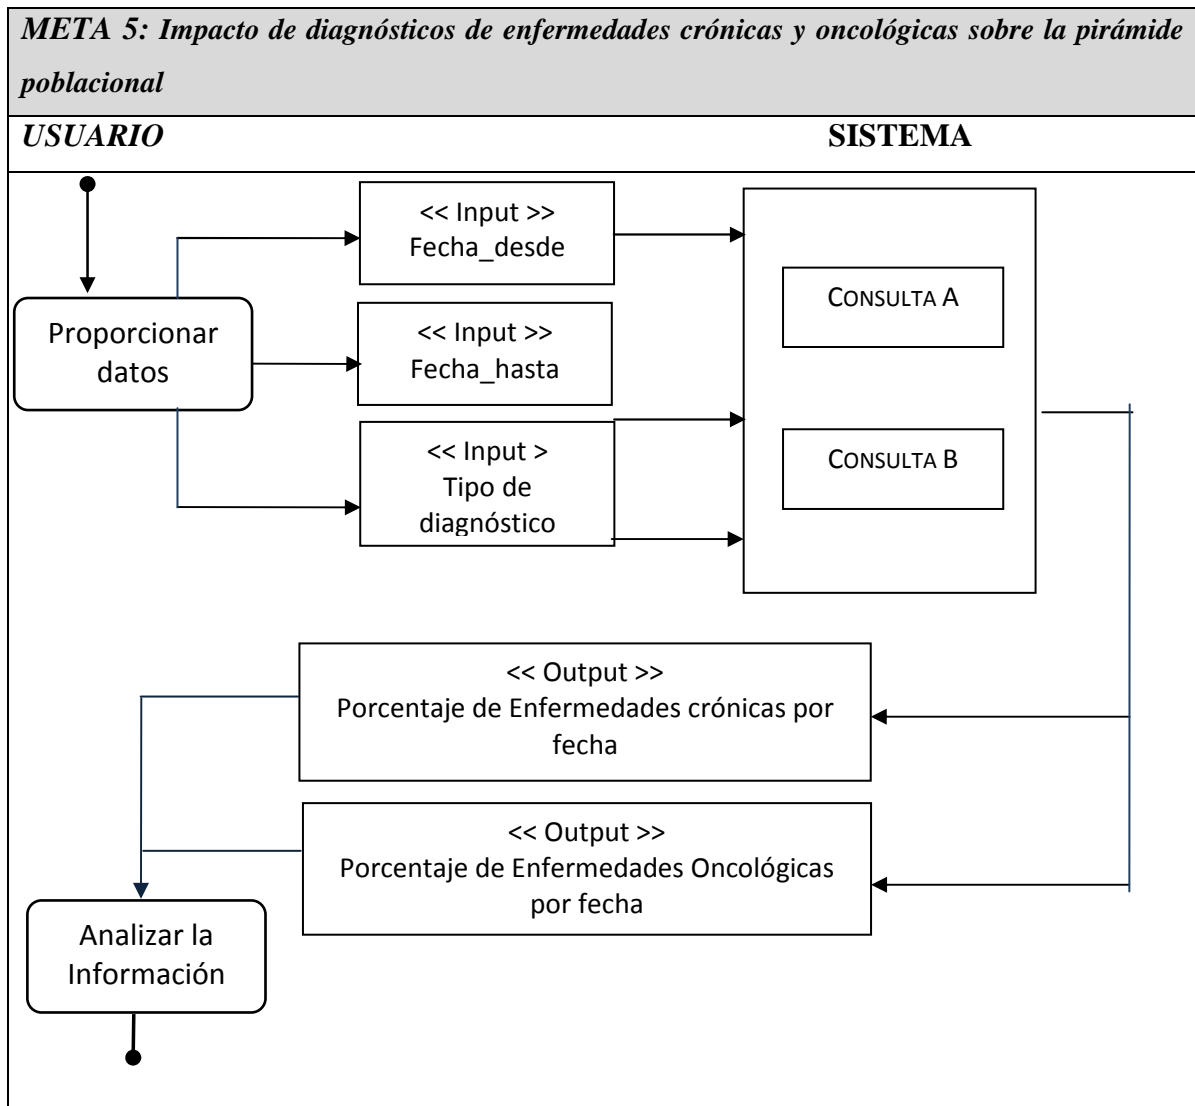 META 5: Impacto de diagnósticos de enfermedades crónicas y oncológicas sobre la pirámide
poblacional
USUARIO
SISTEMA
<< Input >>
Fecha_desde
CONSULTA A
Proporcionar
datos
<< Input >>
Fecha_hasta
<< Input >
Tipo de
diagnóstico
CONSULTA B
<< Output >>
Porcentaje de Enfermedades crónicas por
fecha
<< Output >>
Porcentaje de Enfermedades Oncológicas
por fecha
Analizar la
Información